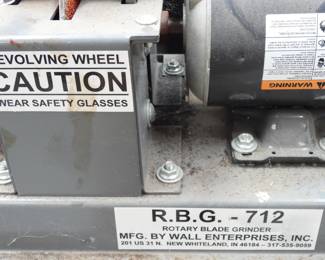 REVOLVING WHEEL
CAUTION
WEAR SAFETY GLASSES
WARNING
R.B.G. - 712
ROTARY BLADE GRINDER
MFG. BY WALL ENTERPRISES, INC.
201 US 31 N. NEW WHITELAND, IN 46184 - 317-535-9059